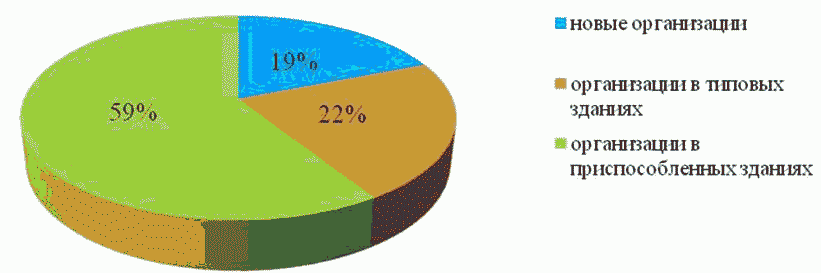 19%
22%
59%
новые организации
организации в типовых
зданиях
организации в
приспособленных зданиях